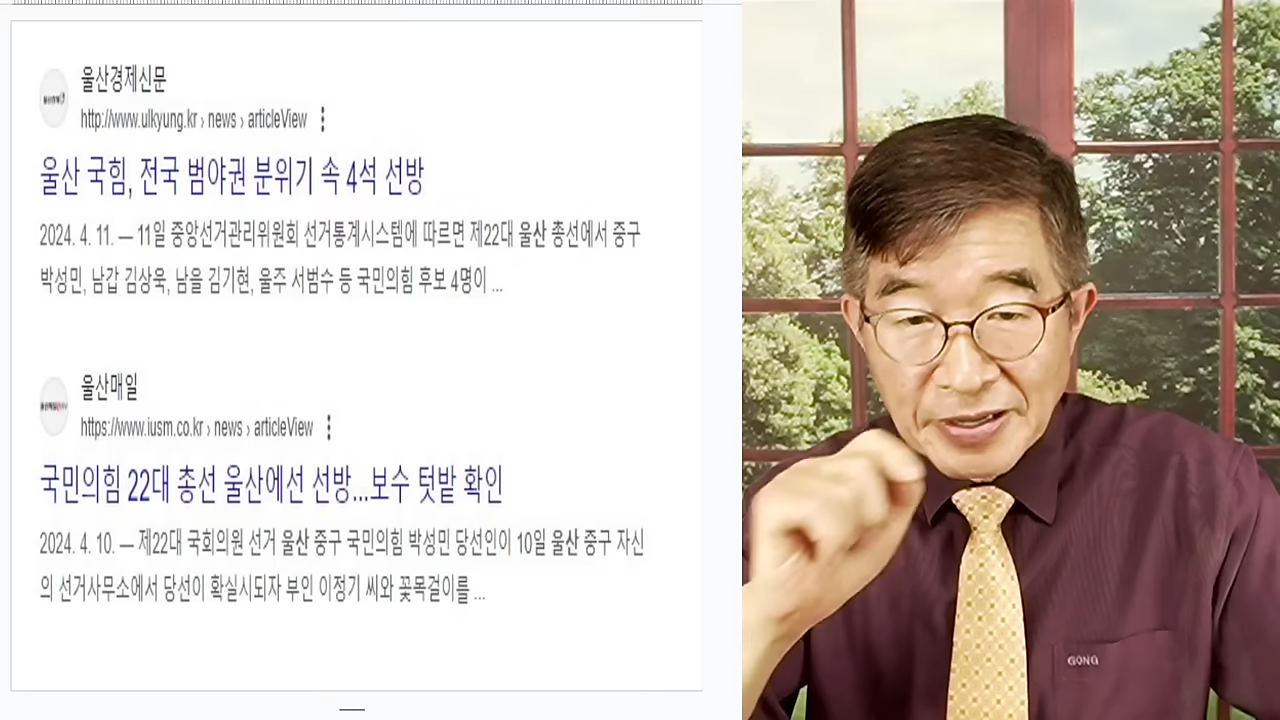 울산경제신문
http://www.ulkyung.kr › news › articleView
울산 국힘, 전국 범야권 분위기 속 4석 선방
2024. 4. 11. — 11일 중앙선거관리위원회 선거통계시스템에 따르면 제22대 울산 총선에서 중구
박성민, 남갑 김상욱, 남을 김기현, 울주 서범수 등 국민의힘 후보 4명이 ...
울산매일
https://www.iusm.co.kr › news › articleView
국민의힘 22대 총선 울산에선 선방...보수 텃밭 확인
2024. 4. 10. — 제22대 국회의원 선거 울산 중구 국민의힘 박성민 당선인이 10일 울산 중구 자신
의 선거사무소에서 당선이 확실시되자 부인 이정기 씨와 꽃목걸이를 ...
GONG